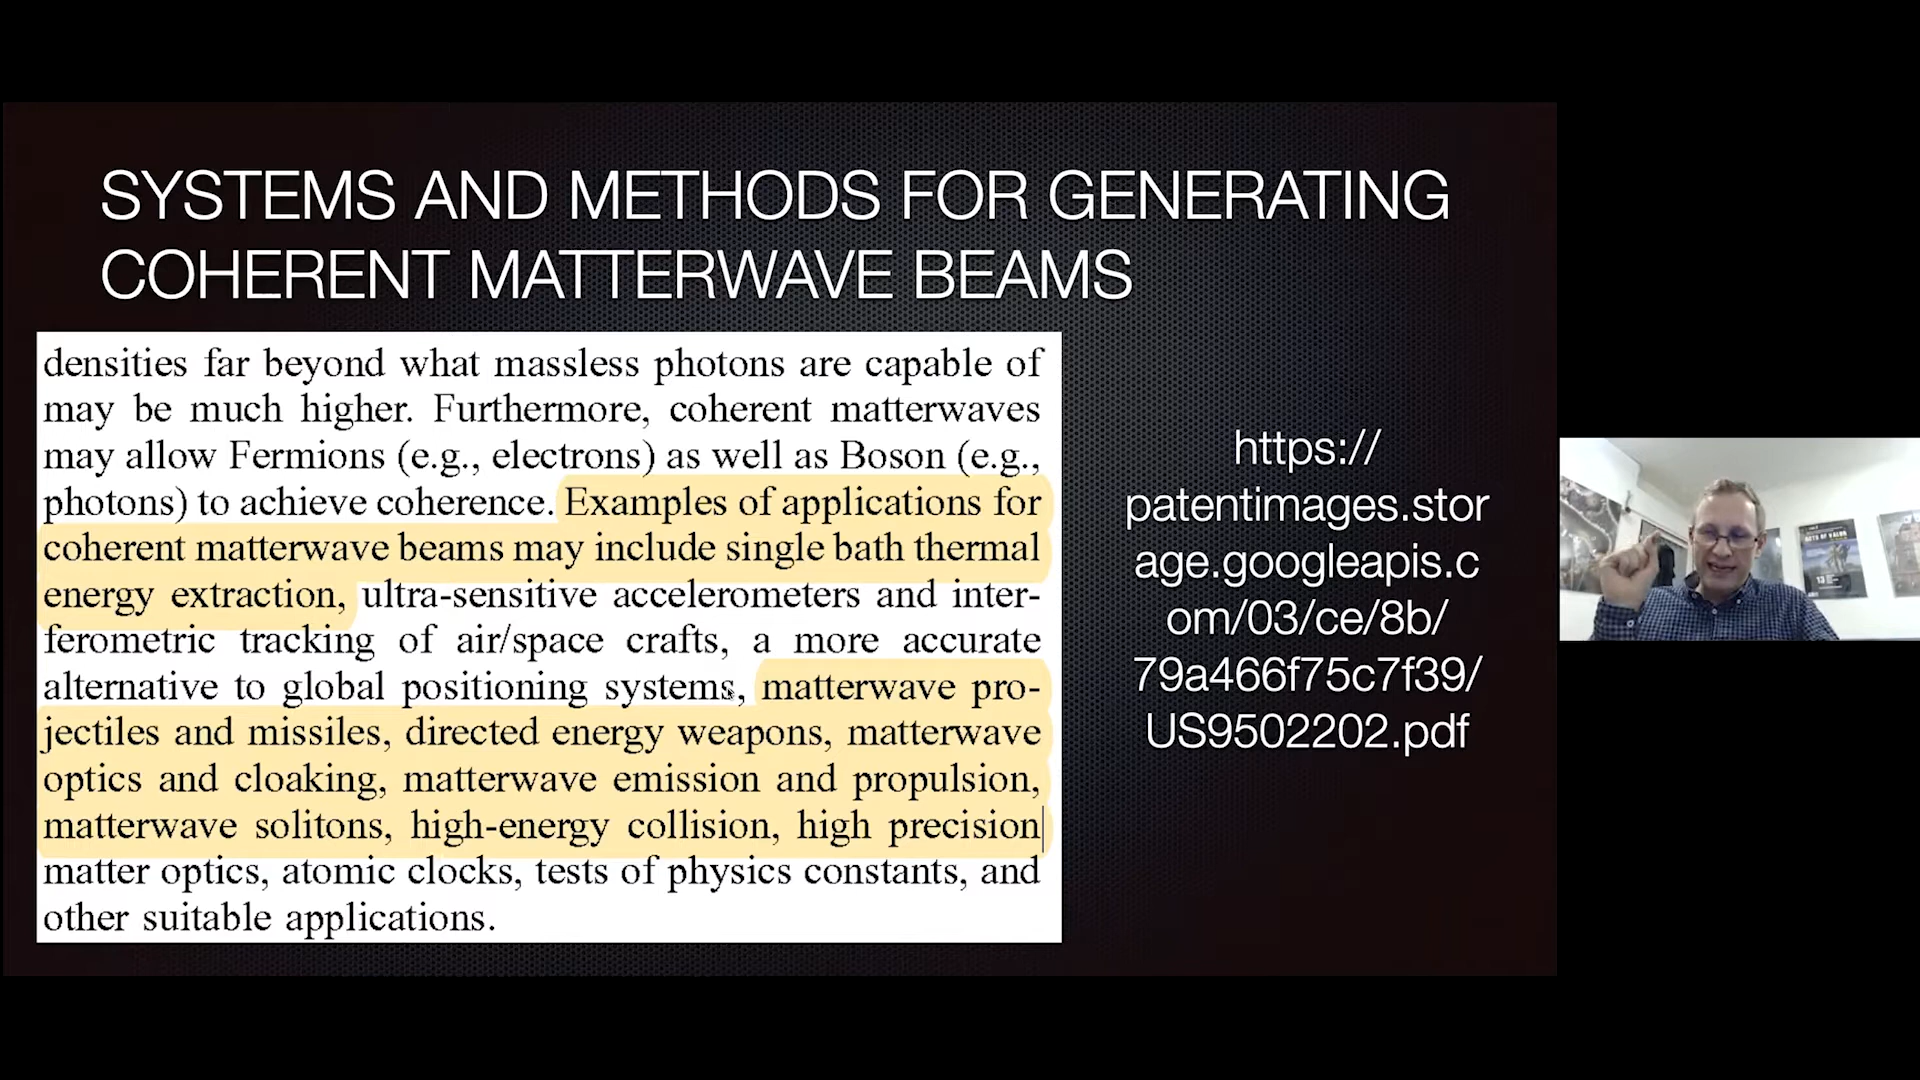 SYSTEMS AND METHODS FOR GENERATING
COHERENT MATTERWAVE BEAMS
densities far beyond what massless photons are capable of
may be much higher. Furthermore, coherent matterwaves
may allow Fermions (e.g., electrons) as well as Boson (e.g.,
photons) to achieve coherence. Examples of applications for
coherent matterwave beams may include single bath thermal
energy extraction, ultra-sensitive accelerometers and inter-
ferometric tracking of air/space crafts, a more accurate
alternative to global positioning systems, matterwave pro-
jectiles and missiles, directed energy weapons, matterwave
optics and cloaking, matterwave emission and propulsion,
matterwave solitons, high-energy collision, high precision
matter optics, atomic clocks, tests of physics constants, and
other suitable applications.
https://
patentimages.stor
age.googleapis.c
om/03/ce/8b/
79a466f75c7f39/
US9502202.pdf
ACTS OF VALOR